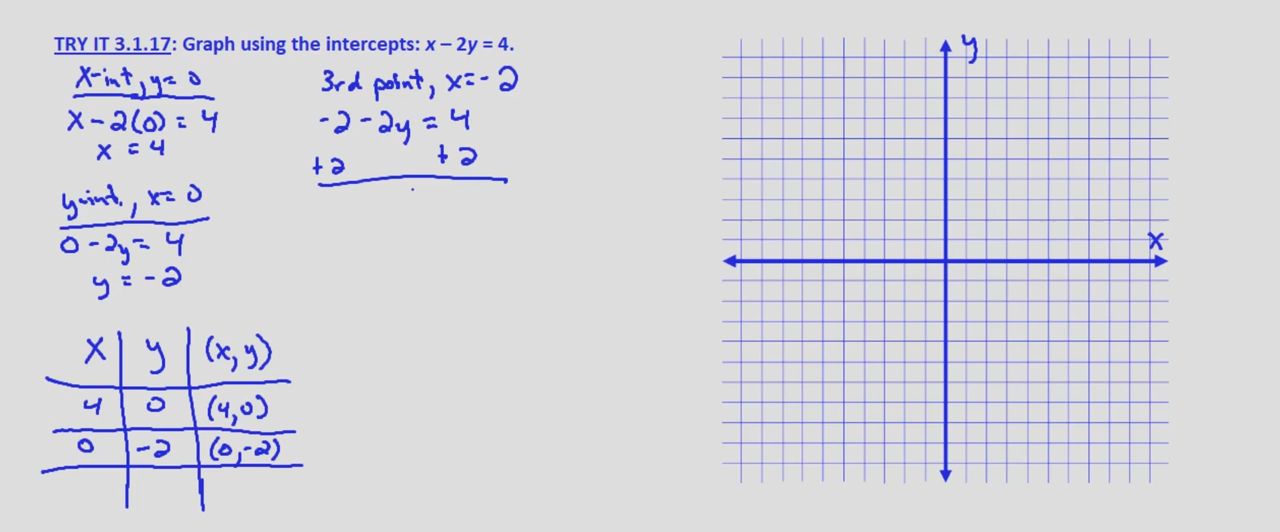 TRY IT 3.1.17: Graph using the intercepts: x – 2y = 4.
x-int, y = 0
x - 2(0) = 4
x = 4
y-int., x = 0
0 - 2y = 4
y = -2
x y (x, y)
4 0 (4,0)
0 -2 (0,-2)
3rd point, x = -2
-2 - 2y = 4
+2 +2
y
x